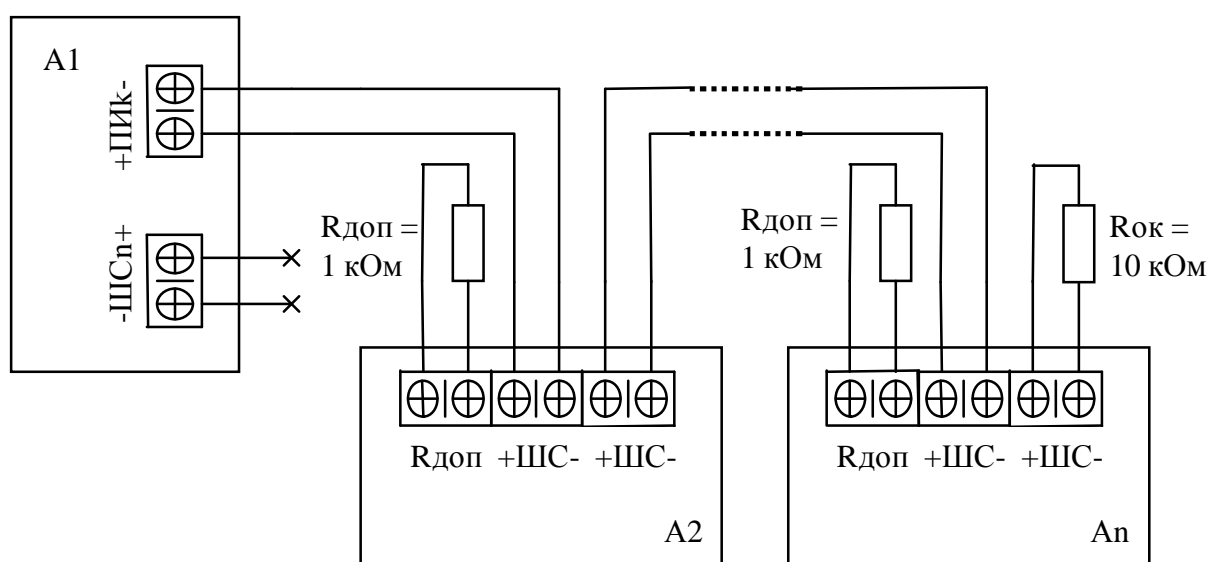 A1
+ПИк-
-ШСn+
Rдоп =
1 кОм
Rдоп =
1 кОм
Rок =
10 кОм
Rдоп +ШС- +ШС-
A2
Rдоп +ШС- +ШС-
An